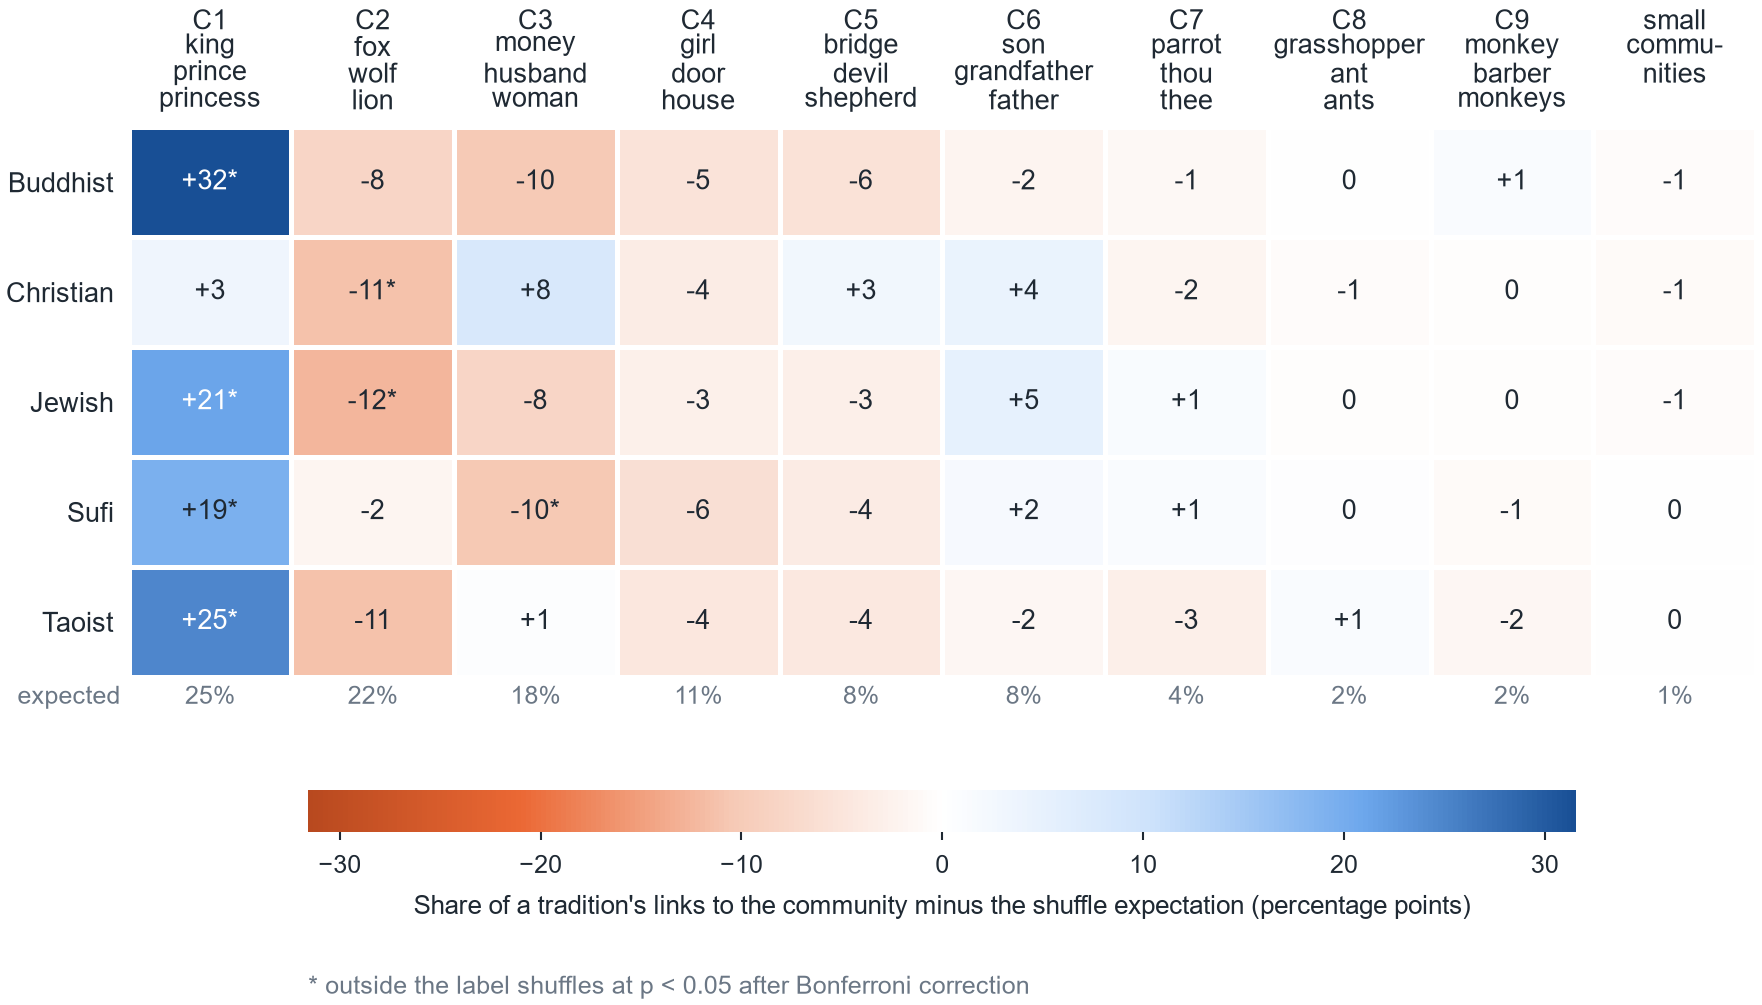 C1 C2 C3 C4 C5 C6 C7 C8 C9 small
king fox money girl bridge son parrot grasshopper monkey commu-
prince wolf husband door devil grandfather thou ant barber nities
princess lion woman house shepherd father thee ants monkeys
Buddhist +32* -8 -10 -5 -6 -2 -1 0 +1 -1
Christian +3 -11* +8 -4 +3 +4 -2 -1 0 -1
Jewish +21* -12* -8 -3 -3 +5 +1 0 0 -1
Sufi +19* -2 -10* -6 -4 +2 +1 0 -1 0
Taoist +25* -11 +1 -4 -4 -2 -3 +1 -2 0
expected 25% 22% 18% 11% 8% 8% 4% 2% 2% 1%
−30 −20 −10 0 10 20 30
Share of a tradition's links to the community minus the shuffle expectation (percentage points)
* outside the label shuffles at p < 0.05 after Bonferroni correction